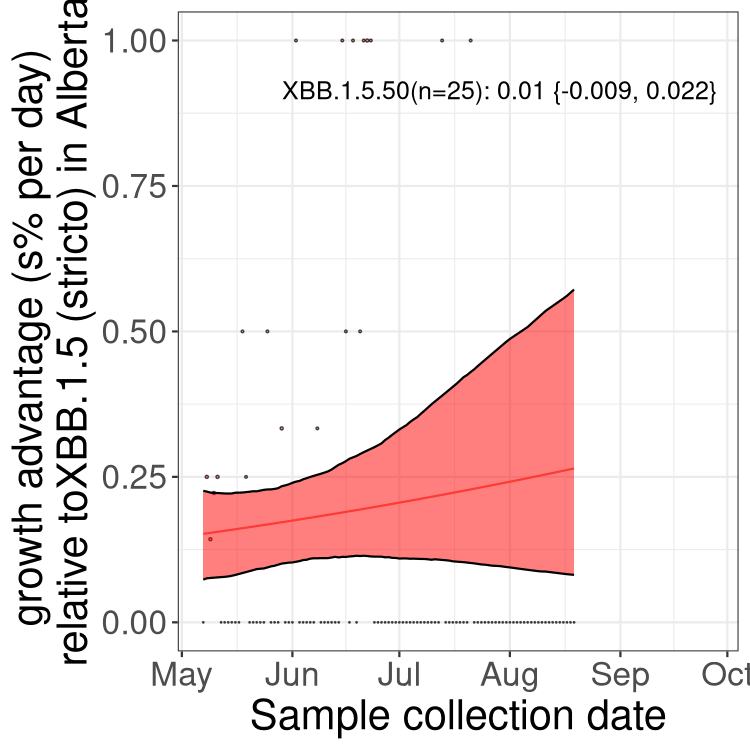 growth advantage (s% per day)
relative toXBB.1.5 (stricto) in Alberta
1.00
0.75
0.50
0.25
0.00
XBB.1.5.50(n=25): 0.01 {-0.009, 0.022}
May Jun Jul Aug Sep Oct
Sample collection date